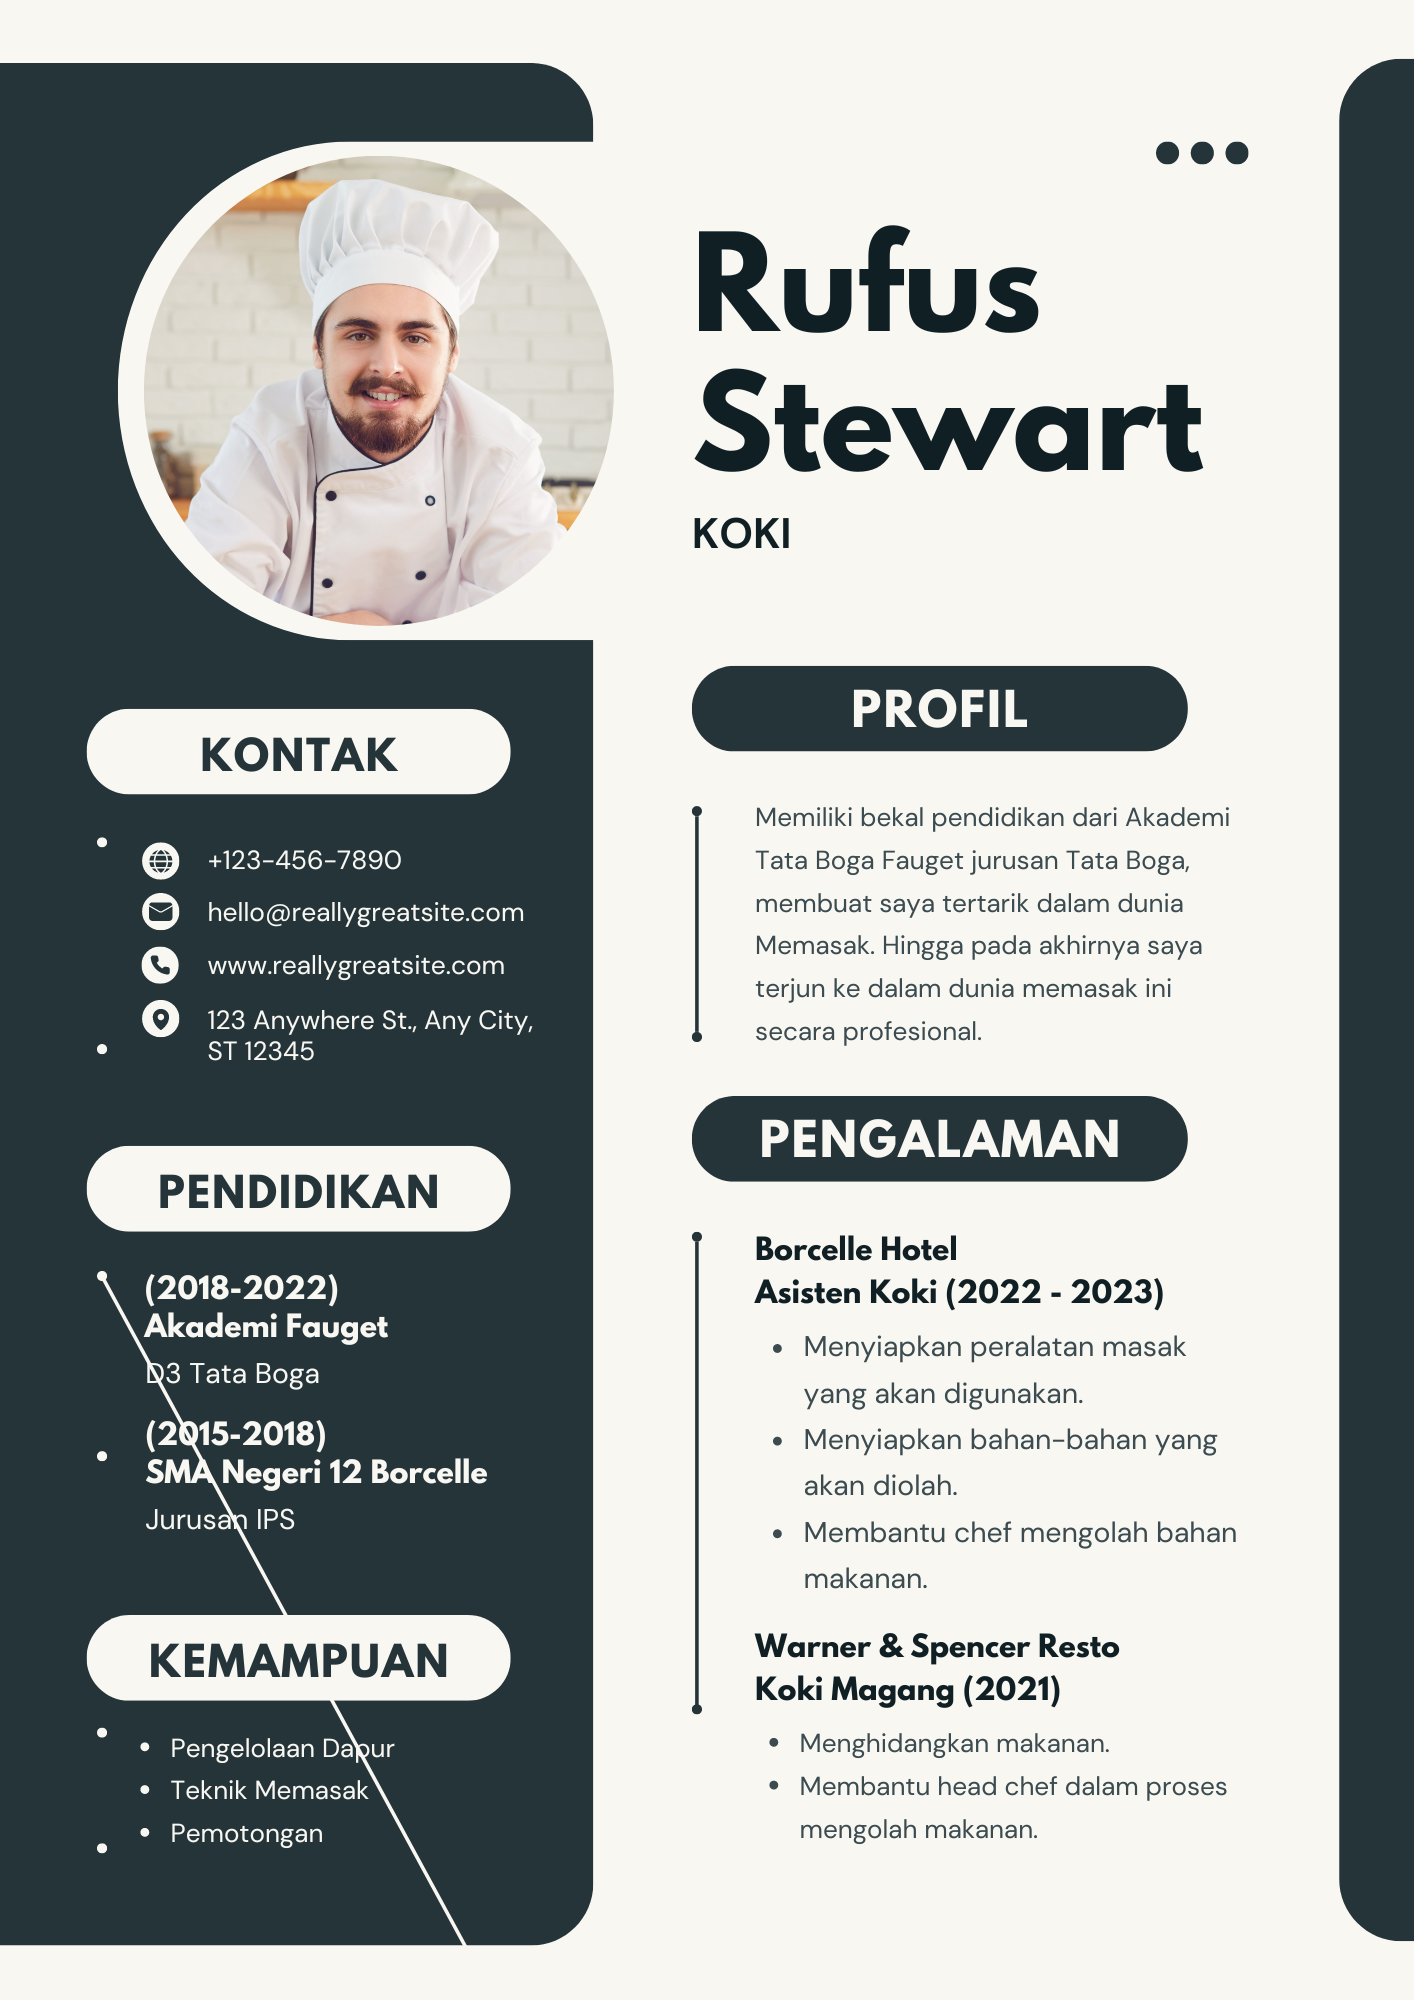 Rufus
Stewart
KOKI
KONTAK
+123-456-7890
hello@reallygreatsite.com
www.reallygreatsite.com
123 Anywhere St., Any City,
ST 12345
PENDIDIKAN
(2018-2022)
Akademi Fauget
D3 Tata Boga
(2015-2018)
SMA Negeri 12 Borcelle
Jurusan IPS
KEMAMPUAN
• Pengelolaan Dapur
• Teknik Memasak
• Pemotongan
PROFIL
Memiliki bekal pendidikan dari Akademi
Tata Boga Fauget jurusan Tata Boga,
membuat saya tertarik dalam dunia
Memasak. Hingga pada akhirnya saya
terjun ke dalam dunia memasak ini
secara profesional.
PENGALAMAN
Borcelle Hotel
Asisten Koki (2022 - 2023)
• Menyiapkan peralatan masak
yang akan digunakan.
• Menyiapkan bahan-bahan yang
akan diolah.
• Membantu chef mengolah bahan
makanan.
Warner & Spencer Resto
Koki Magang (2021)
• Menghidangkan makanan.
• Membantu head chef dalam proses
mengolah makanan.